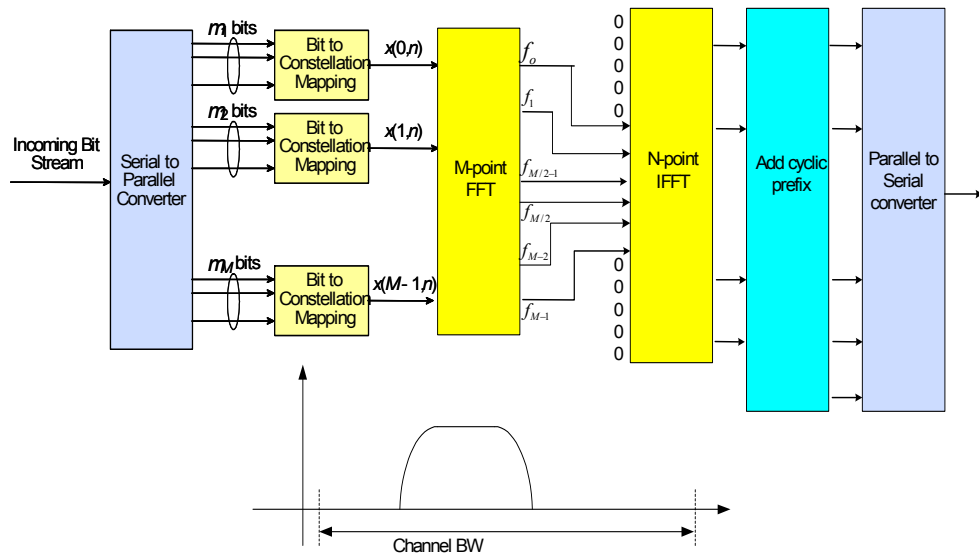 Incoming Bit
Stream
Serial to
Parallel
Converter
m1 bits
m2 bits
mM bits
Bit to
Constellation
Mapping
Bit to
Constellation
Mapping
Bit to
Constellation
Mapping
x(0,n)
x(1,n)
x(M- 1,n)
M-point
FFT
fo
f1
fM/2−1
fM/2
fM−2
fM−1
0
0
0
0
0
0
0
0
0
0
N-point
IFFT
Add cyclic
prefix
Parallel to
Serial
converter
Channel BW